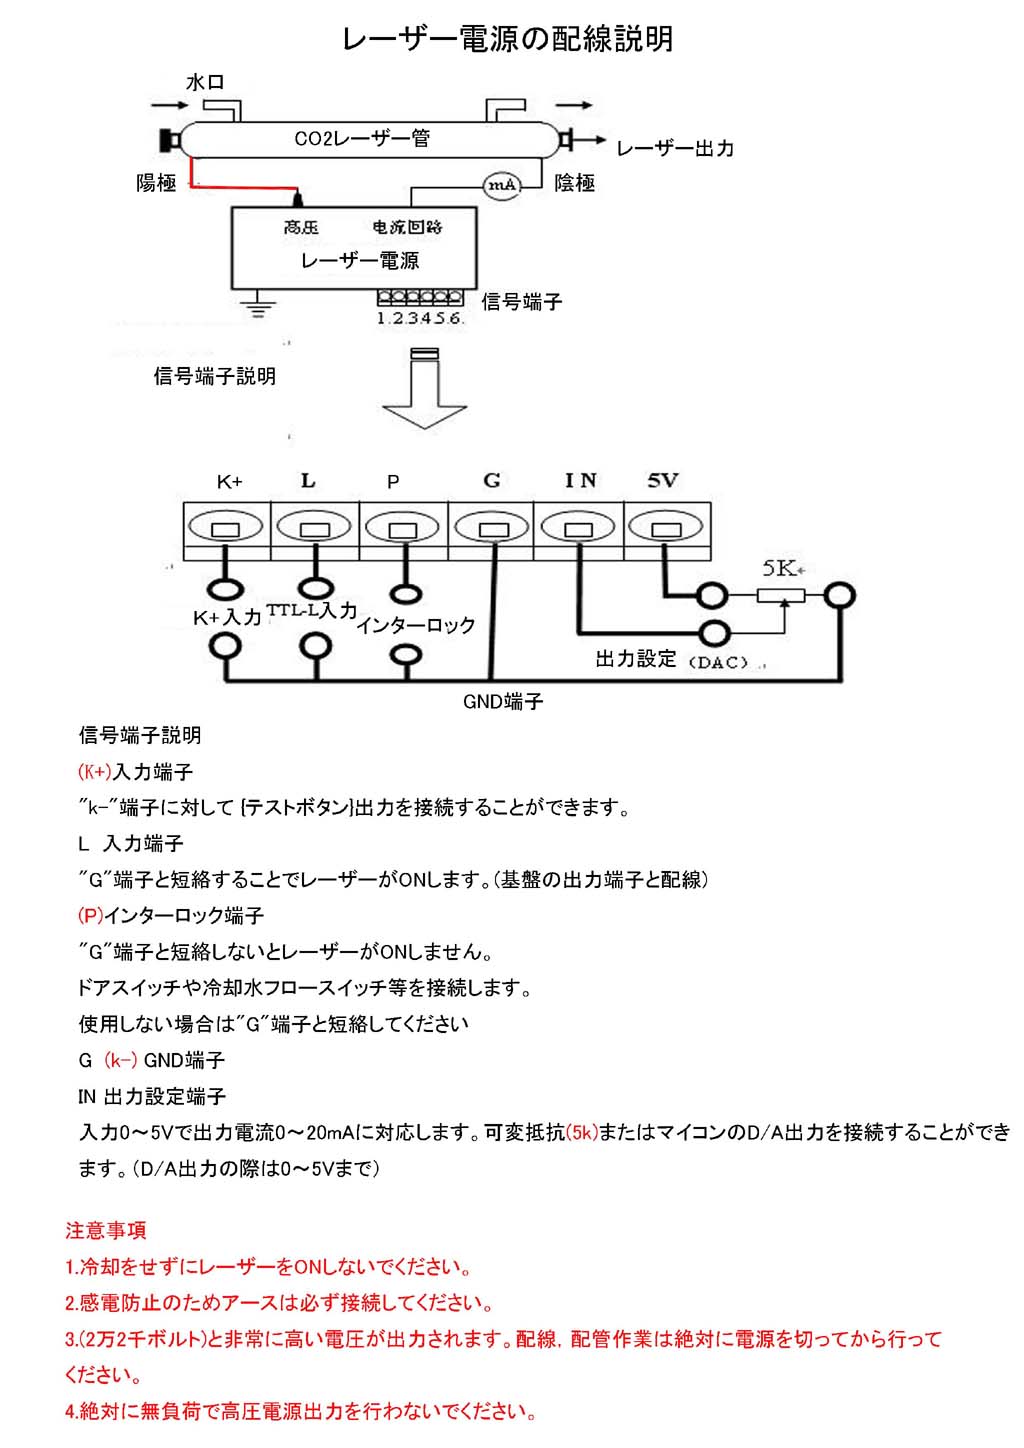 レーザー電源の配線説明
水口
CO2レーザー管
レーザー出力
陽極
mA
陰極
高压
电流回路
レーザー電源
信号端子
1.2.3.4.5.6.
信号端子説明
K+
L
P
G
IN
5V
5K
K+入力
TTL-L入力
インターロック
出力設定
(DAC)
GND端子
信号端子説明
(K+)入力端子
"k-"端子に対して{テストボタン}出力を接続することができます。
L 入力端子
"G"端子と短絡することでレーザーがONします。(基盤の出力端子と配線)
(P)インターロック端子
"G"端子と短絡しないとレーザーがONしません。
ドアスイッチや冷却水フロースイッチ等を接続します。
使用しない場合は"G"端子と短絡してください
G (k-) GND端子
IN 出力設定端子
入力0～5Vで出力電流0～20mAに対応します。可変抵抗(5k)またはマイコンのD/A出力を接続することができ
ます。(D/A出力の際は0～5Vまで)
注意事項
1.冷却をせずにレーザーをONしないでください。
2.感電防止のためアースは必ず接続してください。
3.(2万2千ボルト)と非常に高い電圧が出力されます。配線, 配管作業は絶対に電源を切ってから行って
ください。
4.絶対に無負荷で高圧電源出力を行わないでください。